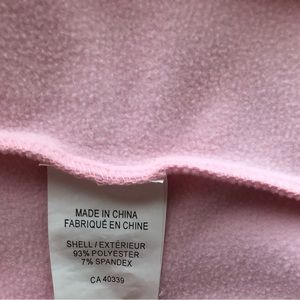 MADE IN CHINA
FABRIQUÉ EN CHINE
SHELL / EXTÉRIEUR
93% POLYESTER
7% SPANDEX
CA 40339